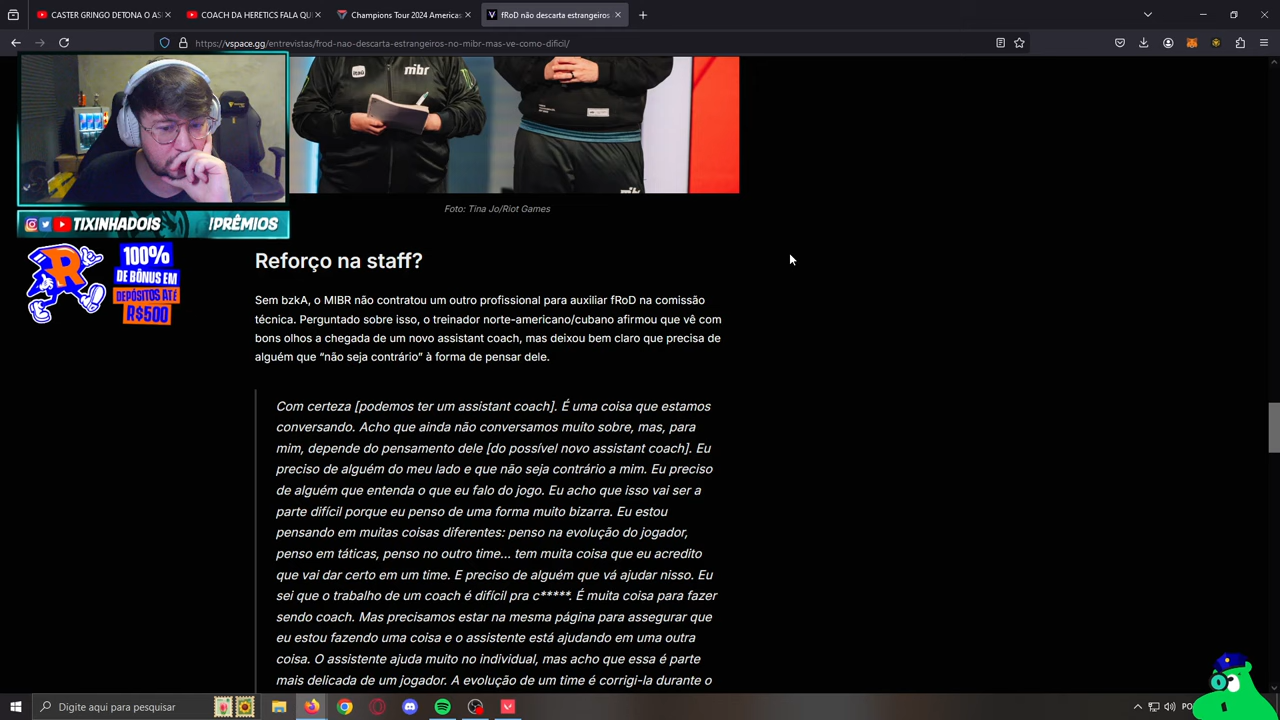 CASTER GRINGO DETONA O AS
COACH DA HERETICS FALA QU
Champions Tour 2024 Americas
fRoD não descarta estrangeiros
https://vspace.gg/entrevistas/frod-nao-descarta-estrangeiros-no-mibr-mas-ve-como-dificil/
mibr
Foto: Tina Jo/Riot Games
TIXINHADOIS
!PRÊMIOS
100%
DE BÔNUS EM
DEPÓSITOS ATÉ
R$500
Reforço na staff?
Sem bzkA, o MIBR não contratou um outro profissional para auxiliar fRoD na comissão
técnica. Perguntado sobre isso, o treinador norte-americano/cubano afirmou que vê com
bons olhos a chegada de um novo assistant coach, mas deixou bem claro que precisa de
alguém que “não seja contrário” à forma de pensar dele.
Com certeza [podemos ter um assistant coach]. É uma coisa que estamos
conversando. Acho que ainda não conversamos muito sobre, mas, para
mim, depende do pensamento dele [do possível novo assistant coach]. Eu
preciso de alguém do meu lado e que não seja contrário a mim. Eu preciso
de alguém que entenda o que eu falo do jogo. Eu acho que isso vai ser a
parte difícil porque eu penso de uma forma muito bizarra. Eu estou
pensando em muitas coisas diferentes: penso na evolução do jogador,
penso em táticas, penso no outro time... tem muita coisa que eu acredito
que vai dar certo em um time. E preciso de alguém que vá ajudar nisso. Eu
sei que o trabalho de um coach é difícil pra c*****. É muita coisa para fazer
sendo coach. Mas precisamos estar na mesma página para assegurar que
eu estou fazendo uma coisa e o assistente está ajudando em uma outra
coisa. O assistente ajuda muito no individual, mas acho que essa é parte
mais delicada de um jogador. A evolução de um time é corrigi-la durante o
Digite aqui para pesquisar